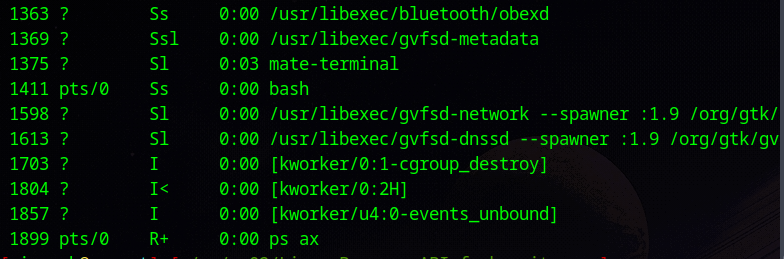 1363 ? Ss 0:00 /usr/libexec/bluetooth/obexd
1369 ? Ssl 0:00 /usr/libexec/gvfsd-metadata
1375 ? Sl 0:03 mate-terminal
1411 pts/0 Ss 0:00 bash
1598 ? Sl 0:00 /usr/libexec/gvfsd-network --spawner :1.9 /org/gtk/
1613 ? Sl 0:00 /usr/libexec/gvfsd-dnssd --spawner :1.9 /org/gtk/gv
1703 ? I 0:00 [kworker/0:1-cgroup_destroy]
1804 ? I< 0:00 [kworker/0:2H]
1857 ? I 0:00 [kworker/u4:0-events_unbound]
1899 pts/0 R+ 0:00 ps ax